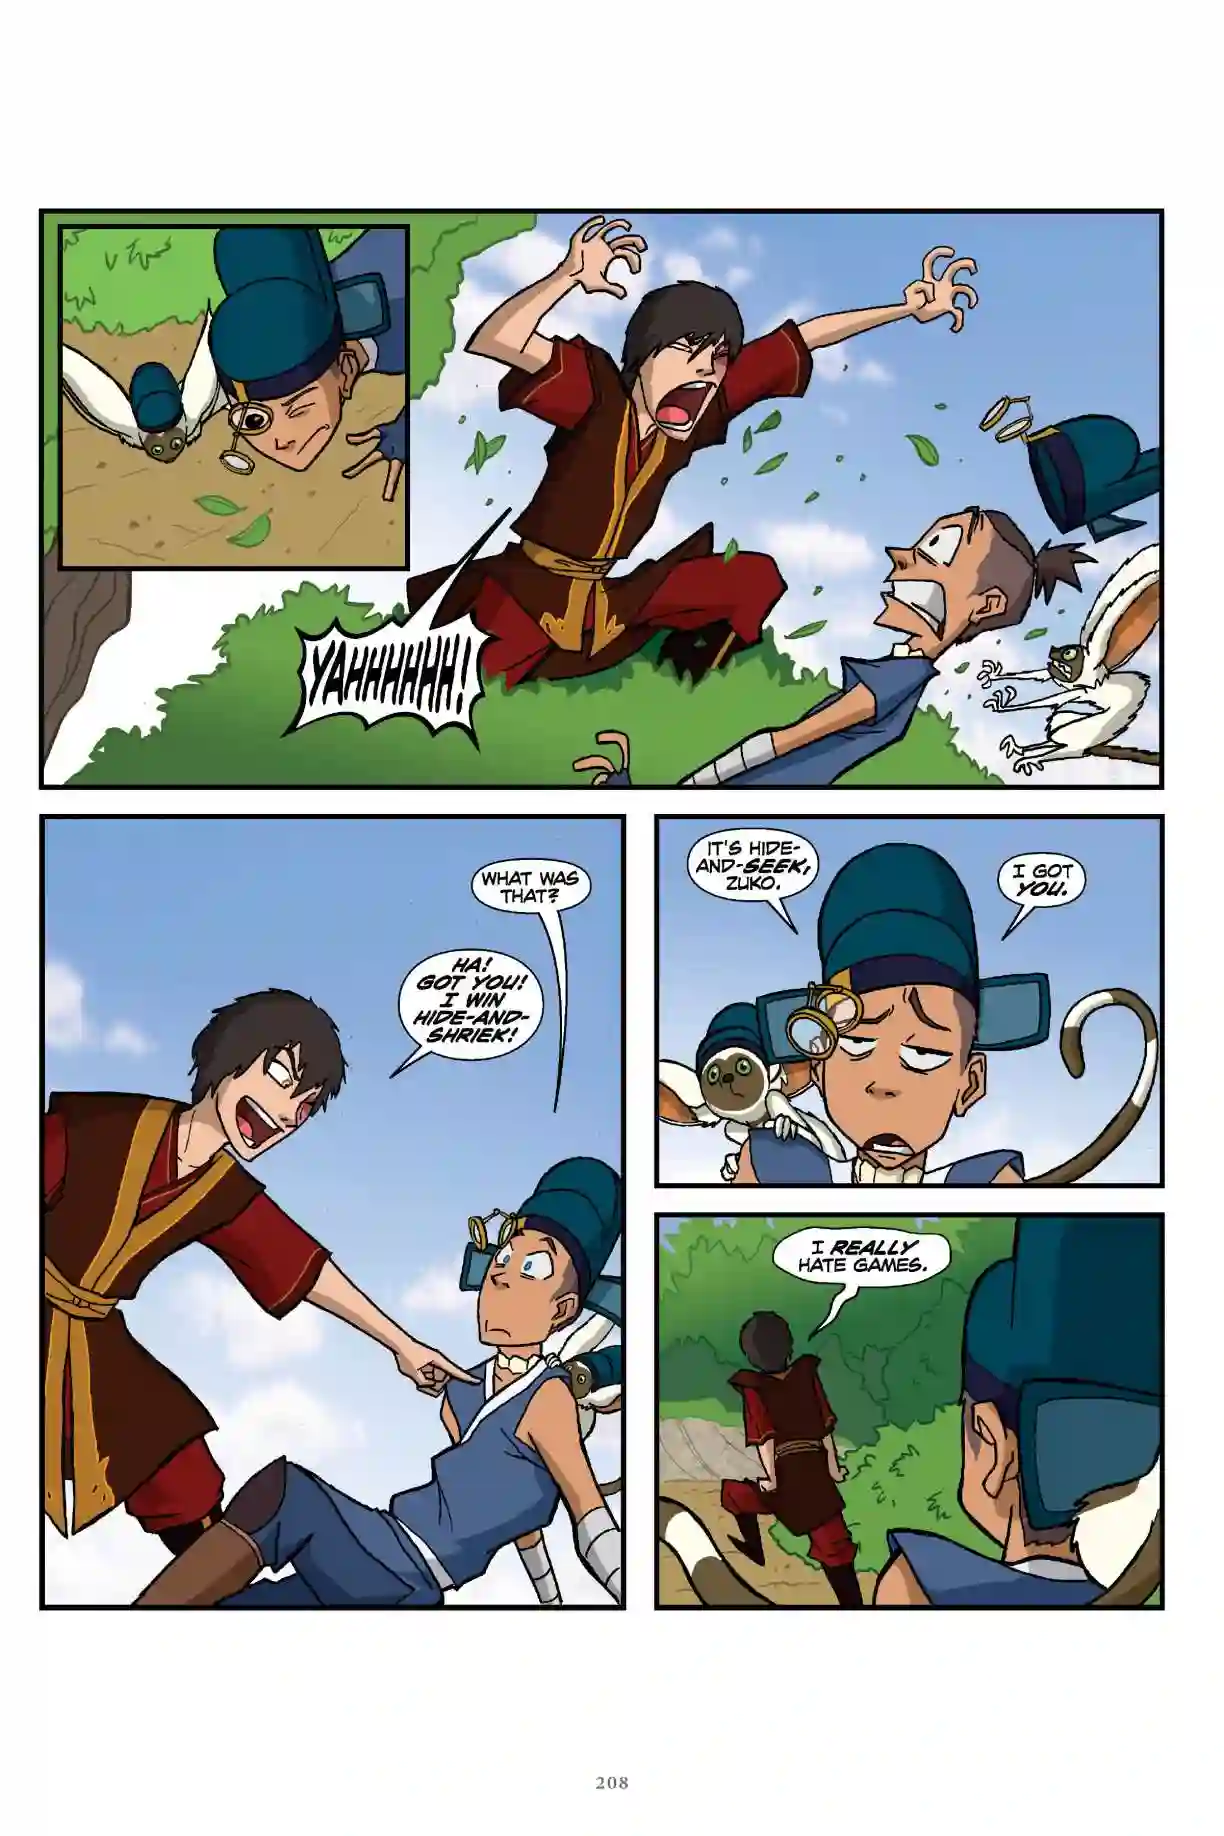 YAHHHHHH!
WHAT WAS
THAT?
HA!
GOT YOU!
I WIN
HIDE-AND-
SHRIEK!
IT'S HIDE-
AND-SEEK,
ZUKO.
I GOT
YOU.
I REALLY
HATE GAMES.
208